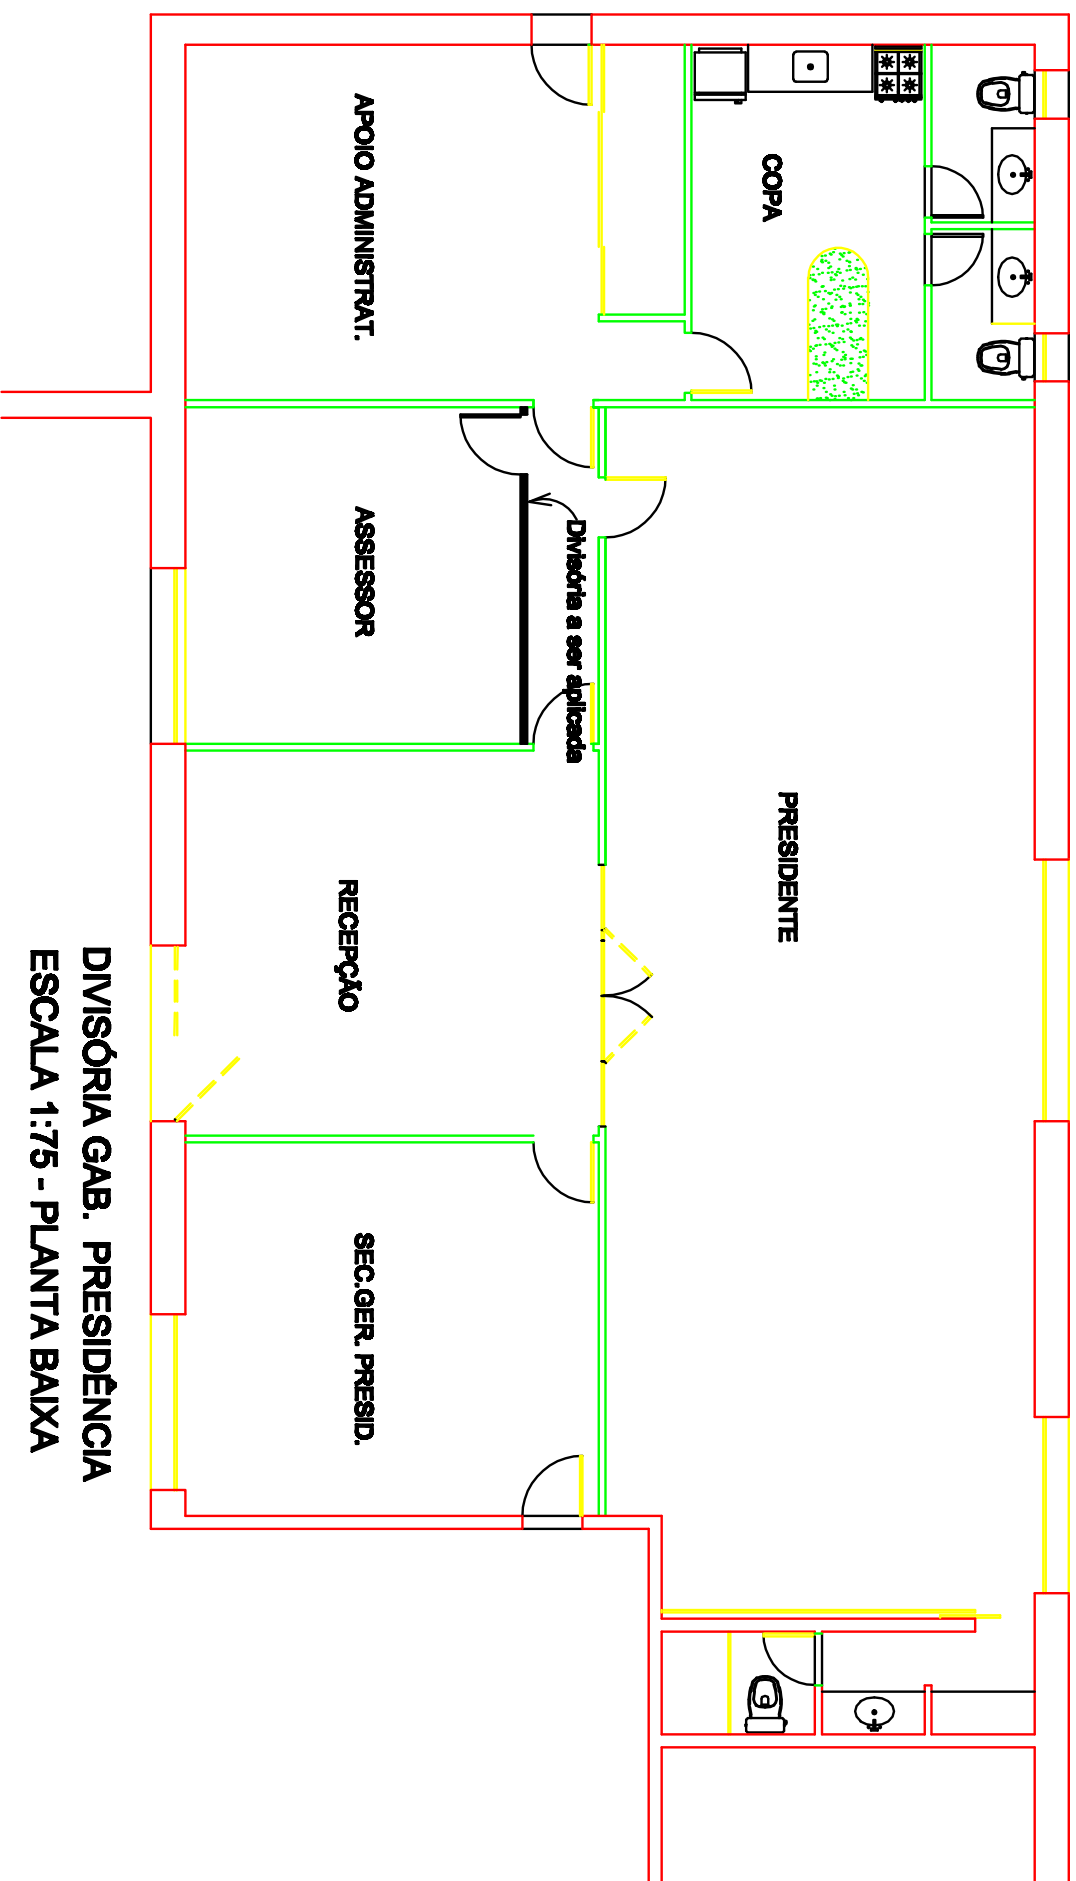 COPA
APOIO ADMINISTRAT.
PRESIDENTE
Divisória a ser aplicada
ASSESSOR
RECEPÇÃO
SEC.GER. PRESID.
DIVISÓRIA GAB. PRESIDÊNCIA
ESCALA 1:75 - PLANTA BAIXA